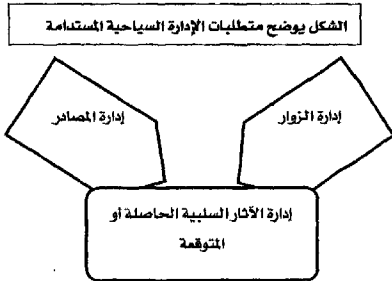 الشكل يوضح متطلبات الإدارة السياحية المستدامة
إدارة الزوار
إدارة المصادر
إدارة الآثار السلبية الحاصلة أو
المتوقعة